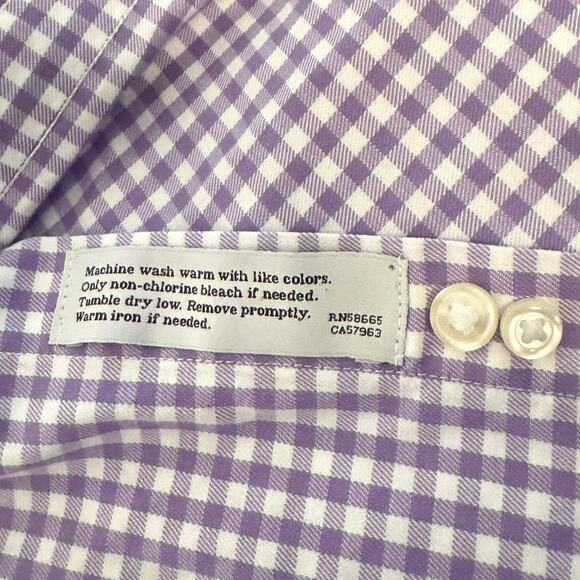 Machine wash warm with like colors.
Only non-chlorine bleach if needed.
Tumble dry low. Remove promptly.
Warm iron if needed.
RN58665
CA57963